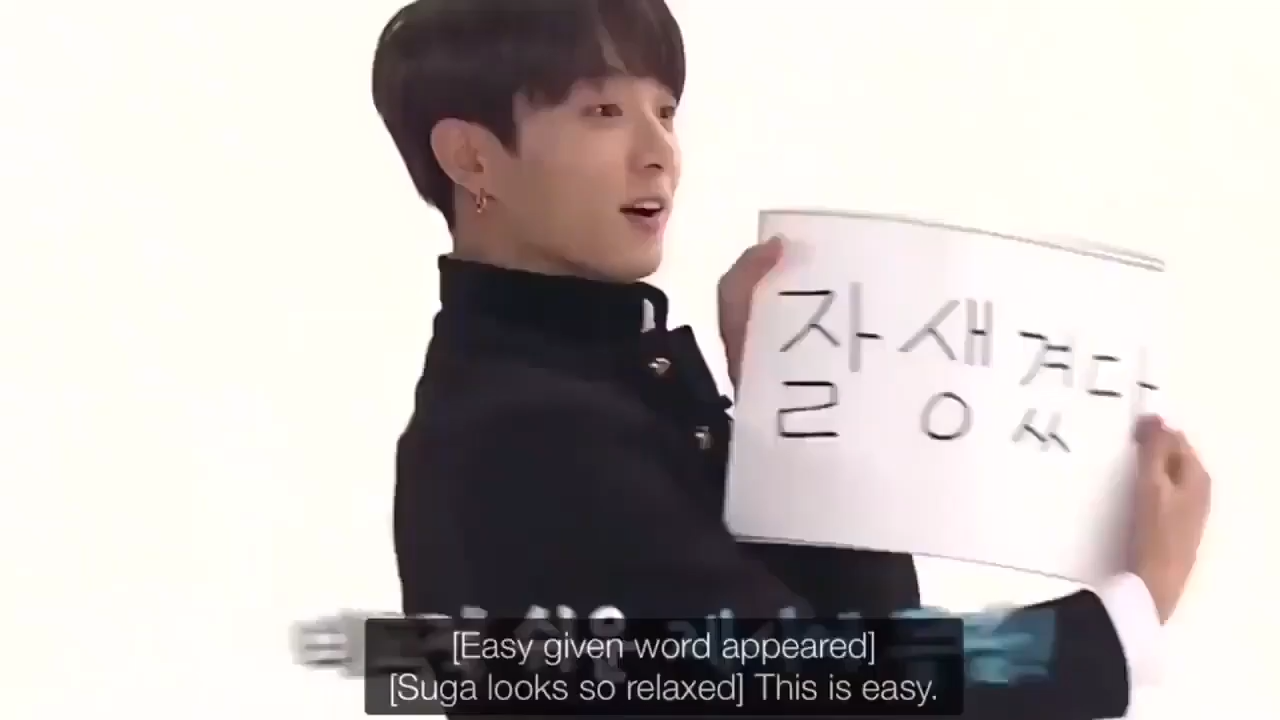 잘생겼다
[Easy given word appeared]
[Suga looks so relaxed] This is easy.